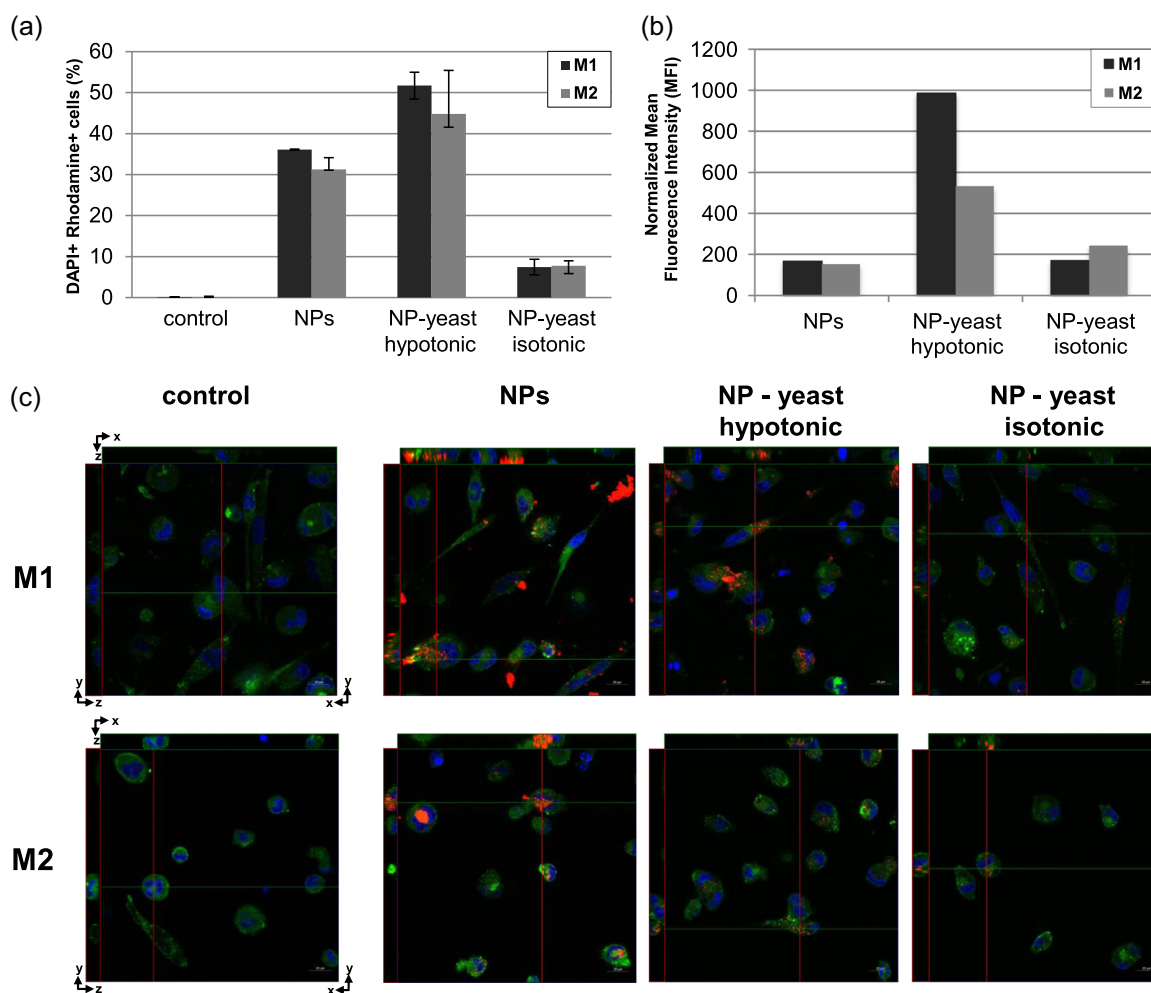 (a)
DAPI+ Rhodamine+ cells (%)
60
50
40
30
20
10
0
M1
M2
control
NPs
NP-yeast
hypotonic
NP-yeast
isotonic
(b)
Normalized Mean
Fluorecence Intensity (MFI)
1200
1000
800
600
400
200
0
M1
M2
NPs
NP-yeast
hypotonic
NP-yeast
isotonic
(c)
control
NPs
NP - yeast
hypotonic
NP - yeast
isotonic
x
z
M1
y
z
y
x
x
z
M2
y
z
y
x